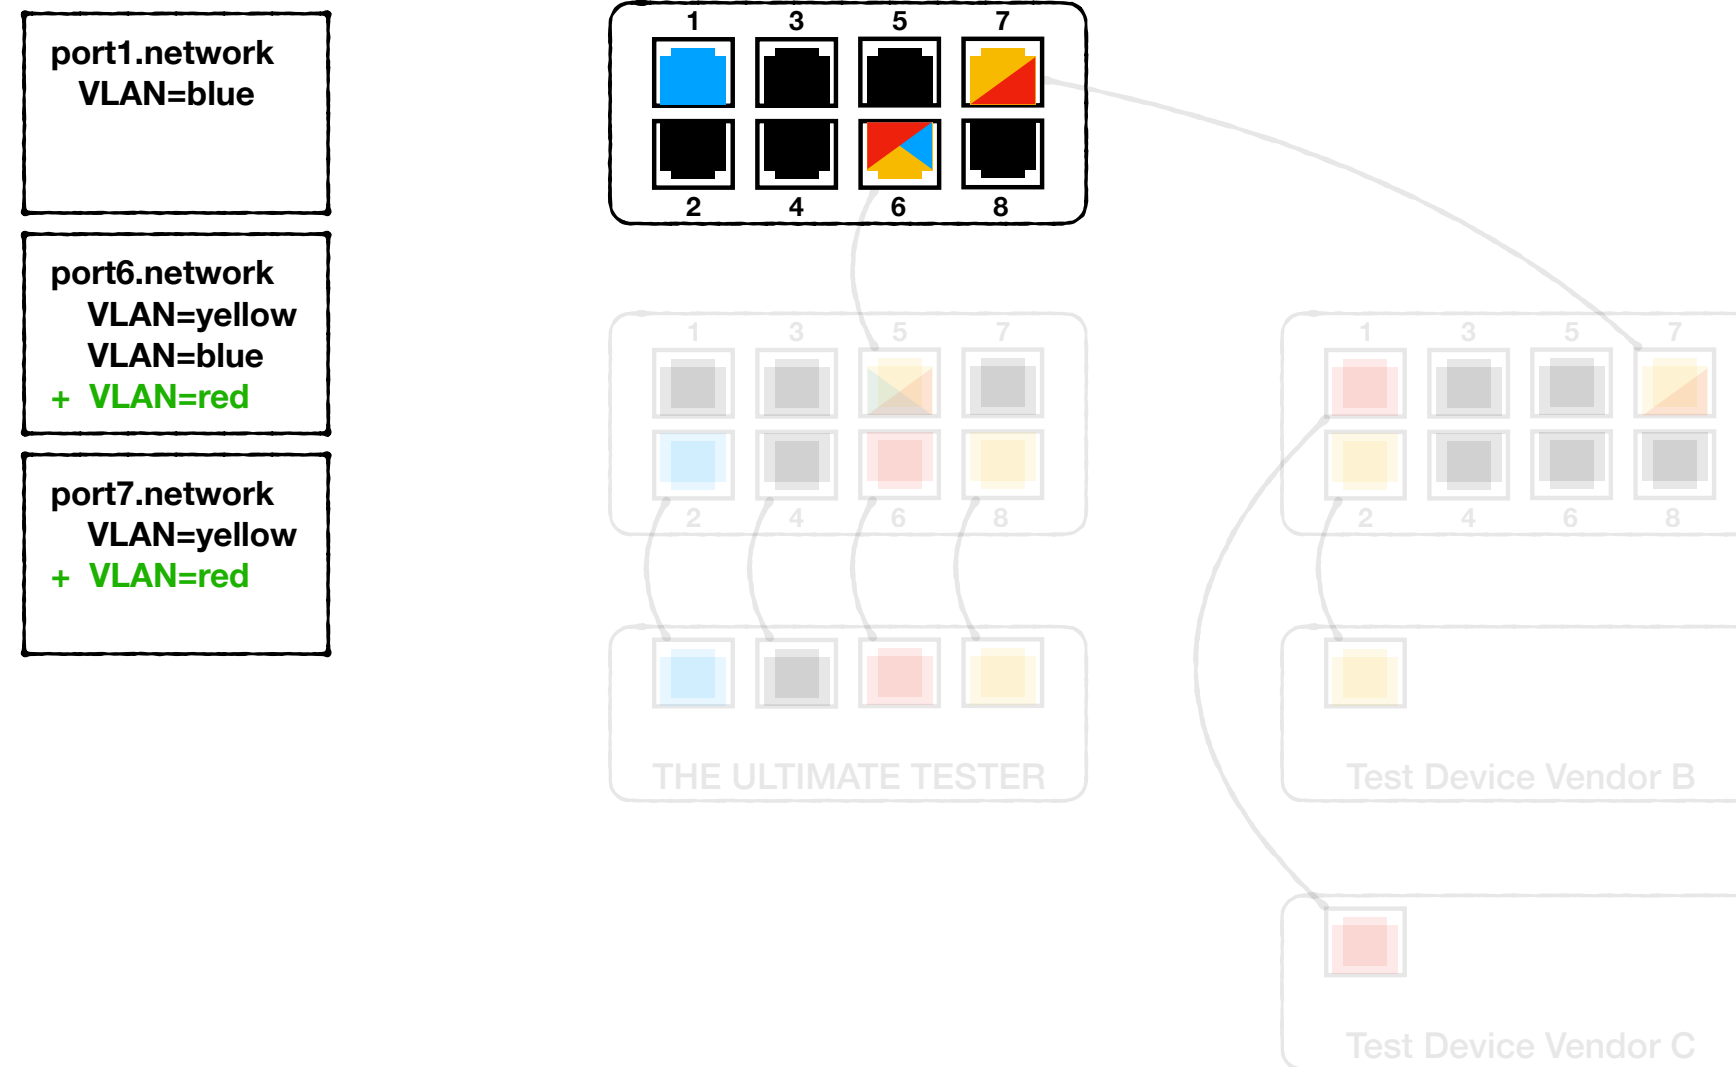 port1.network
VLAN=blue
port6.network
VLAN=yellow
VLAN=blue
+ VLAN=red
port7.network
VLAN=yellow
+ VLAN=red
1 3 5 7
2 4 6 8
1 3 5 7
2 4 6 8
THE ULTIMATE TESTER
1 3 5 7
2 4 6 8
Test Device Vendor B
Test Device Vendor C